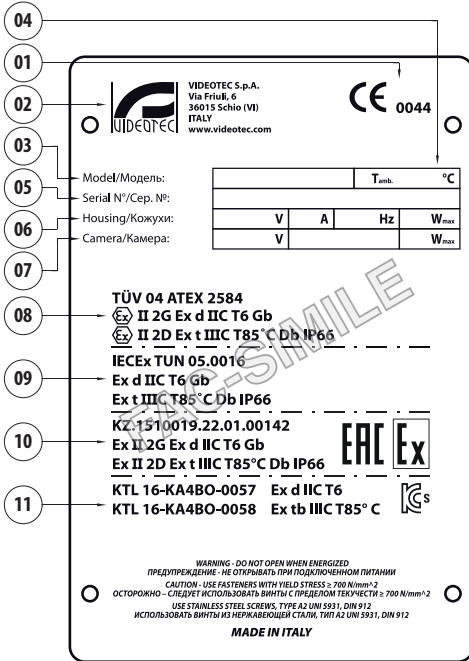 04
01
02
03
05
06
07
08
09
10
11
VIDEOTEC
VIDEOTEC S.p.A.
Via Friuli, 6
36015 Schio (VI)
ITALY
www.videotec.com
CE 0044
Model/Модель: Tamb. °C
Serial N°/Сер. №:
Housing/Кожухи: V A Hz Wmax
Camera/Камера: V Wmax
TÜV 04 ATEX 2584
Ex II 2G Ex d IIC T6 Gb
Ex II 2D Ex t IIIC T85°C Db IP66
IECEx TUN 05.0016
Ex d IIC T6 Gb
Ex t IIIC T85°C Db IP66
KZ.1510019.22.01.00142
Ex II 2G Ex d IIC T6 Gb
Ex II 2D Ex t IIIC T85°C Db IP66
EAC Ex
KTL 16-KA4BO-0057 Ex d IIC T6
KTL 16-KA4BO-0058 Ex tb IIIC T85° C
KCs
FAC-SIMILE
WARNING - DO NOT OPEN WHEN ENERGIZED
ПРЕДУПРЕЖДЕНИЕ - НЕ ОТКРЫВАТЬ ПРИ ПОДКЛЮЧЕННОМ ПИТАНИИ
CAUTION - USE FASTENERS WITH YIELD STRESS ≥ 700 N/mm^2
ОСТОРОЖНО – СЛЕДУЕТ ИСПОЛЬЗОВАТЬ ВИНТЫ С ПРЕДЕЛОМ ТЕКУЧЕСТИ ≥ 700 N/mm^2
USE STAINLESS STEEL SCREWS, TYPE A2 UNI 5931, DIN 912
ИСПОЛЬЗОВАТЬ ВИНТЫ ИЗ НЕРЖАВЕЮЩЕЙ СТАЛИ, ТИП A2 UNI 5931, DIN 912
MADE IN ITALY